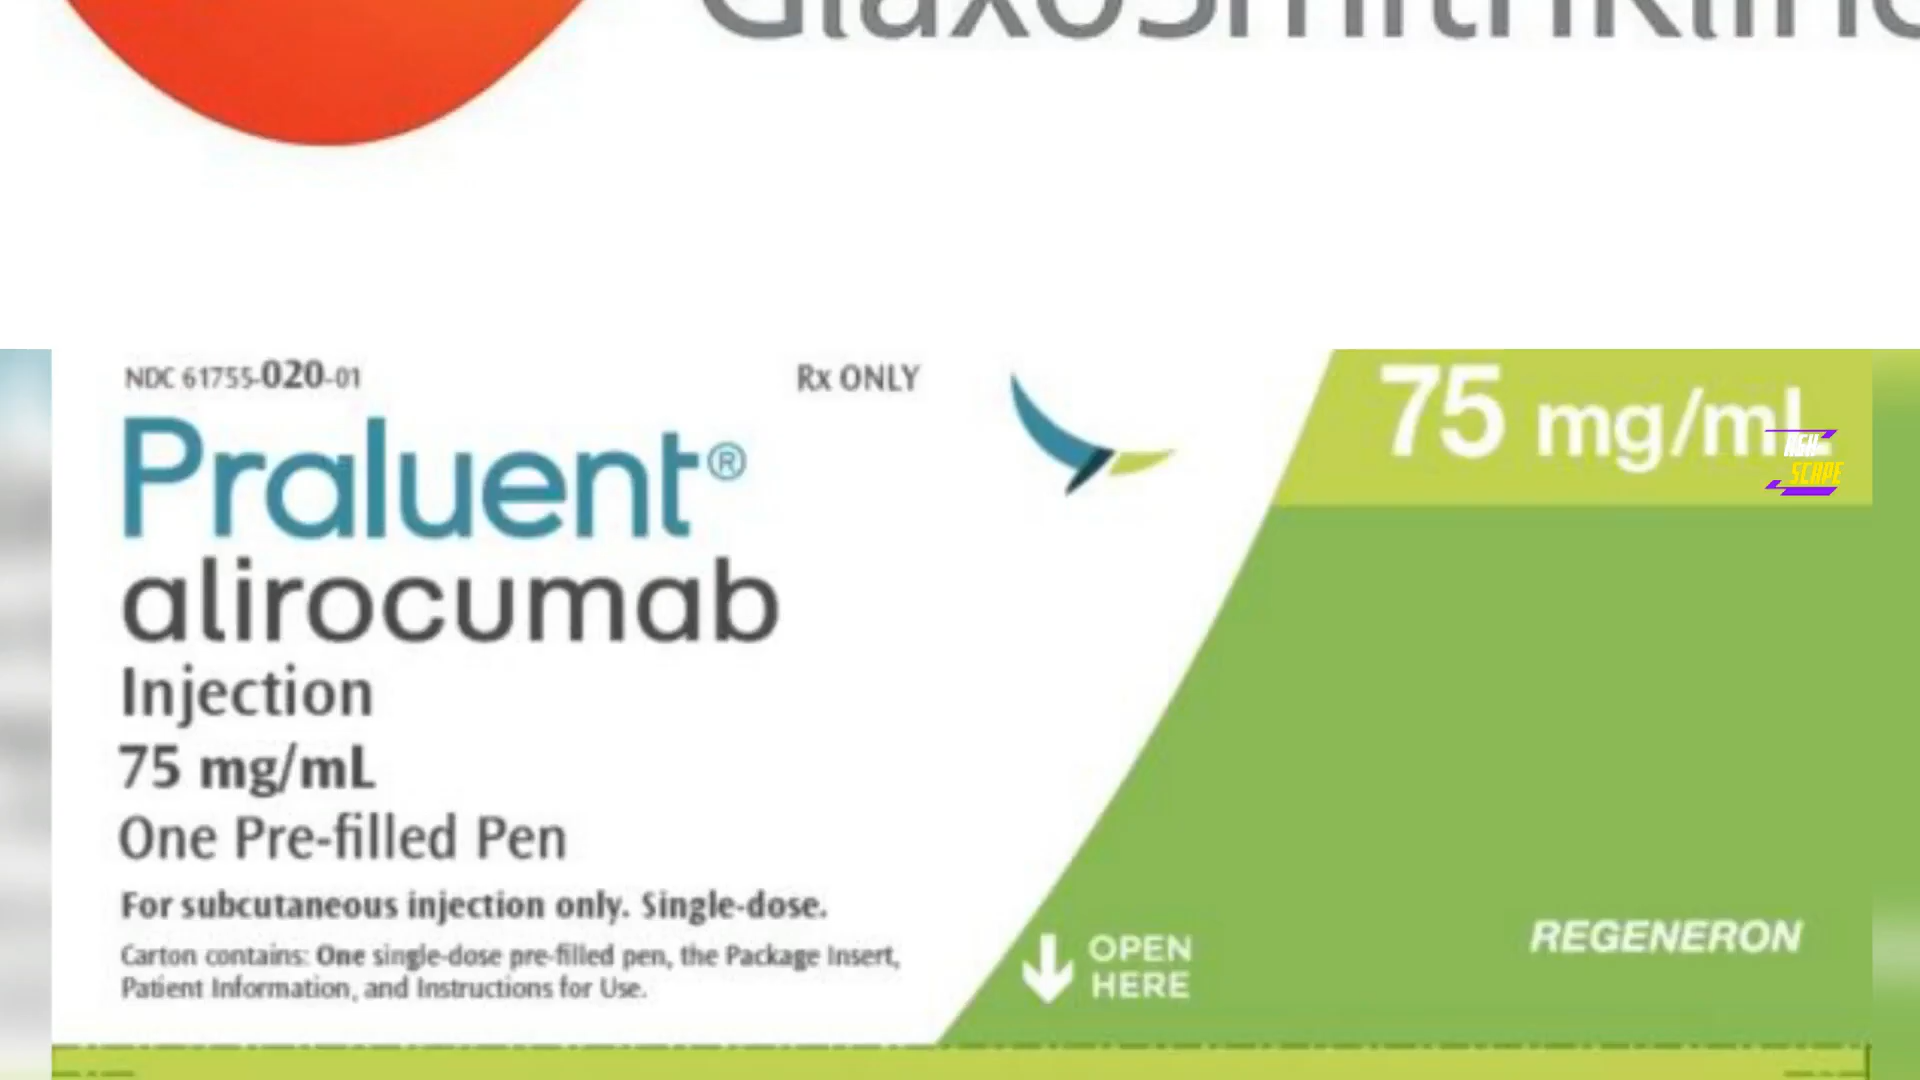 GlaxoSmithKline
NDC 61755-020-01
Rx ONLY
75 mg/mL
Praluent®
alirocumab
Injection
75 mg/mL
One Pre-filled Pen
For subcutaneous injection only. Single-dose.
Carton contains: One single-dose pre-filled pen, the Package Insert,
Patient Information, and Instructions for Use.
OPEN
HERE
REGENERON
SCAPE